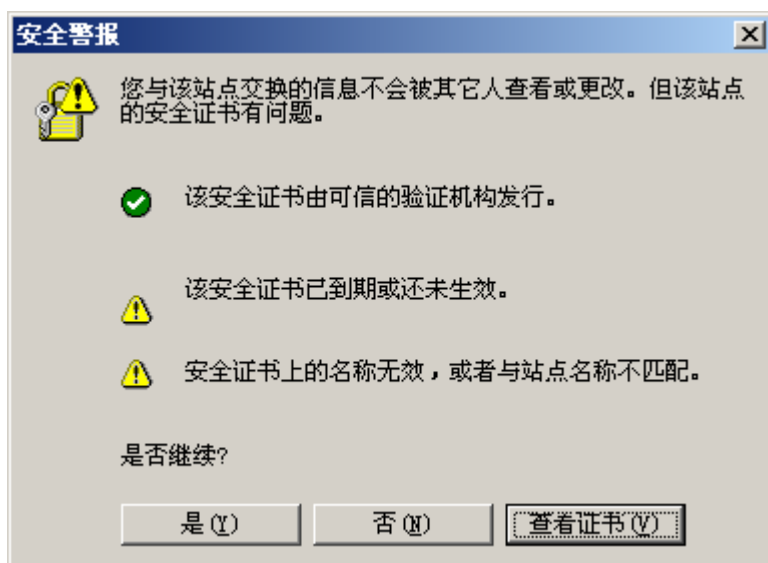 安全警报
您与该站点交换的信息不会被其它人查看或更改。但该站点
的安全证书有问题。
该安全证书由可信的验证机构发行。
该安全证书已到期或还未生效。
安全证书上的名称无效，或者与站点名称不匹配。
是否继续?
是(Y) 否(N) 查看证书(V)